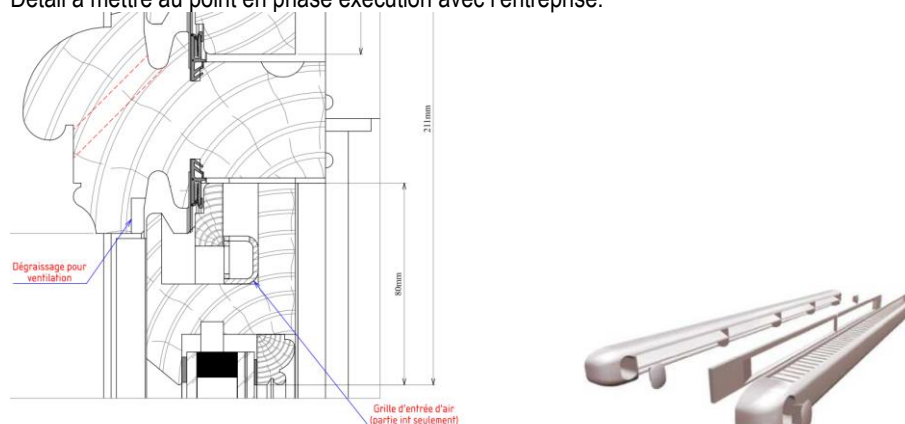 Détail à mettre au point en phase exécution avec l'entreprise.
211mm
Dégraissage pour
ventilation
80mm
Grille d'entrée d'air
(partie int seulement)